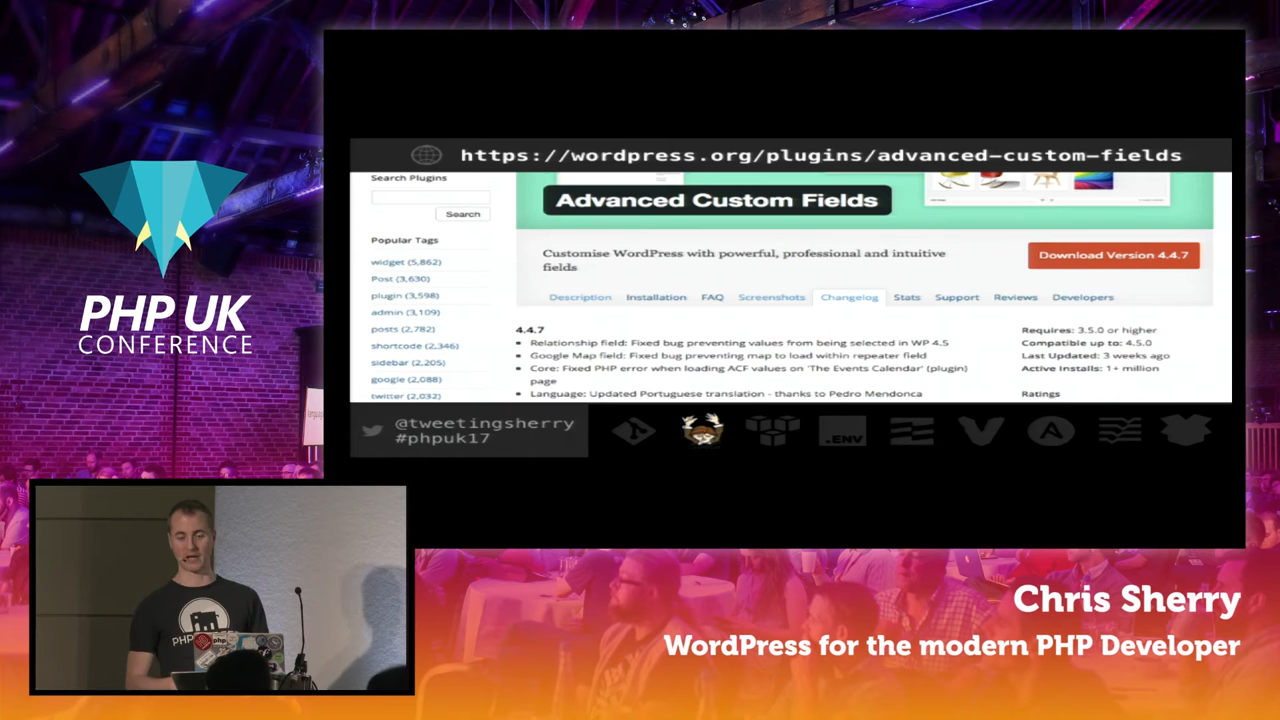 PHP UK
CONFERENCE
https://wordpress.org/plugins/advanced-custom-fields
Search Plugins
Search
Popular Tags
widget (5,862)
Post (3,630)
plugin (3,598)
admin (3,109)
posts (2,782)
shortcode (2,346)
sidebar (2,205)
google (2,088)
twitter (2,032)
Advanced Custom Fields
Customise WordPress with powerful, professional and intuitive
fields
Download Version 4.4.7
Description Installation FAQ Screenshots Changelog Stats Support Reviews Developers
4.4.7
Relationship field: Fixed bug preventing values from being selected in WP 4.5
Google Map field: Fixed bug preventing map to load within repeater field
Core: Fixed PHP error when loading ACF values on 'The Events Calendar' (plugin)
page
Language: Updated Portuguese translation - thanks to Pedro Mendonca
Requires: 3.5.0 or higher
Compatible up to: 4.5.0
Last Updated: 3 weeks ago
Active Installs: 1+ million
Ratings
@tweetingsherry
#phpuk17
.ENV
PHP
php
Chris Sherry
WordPress for the modern PHP Developer